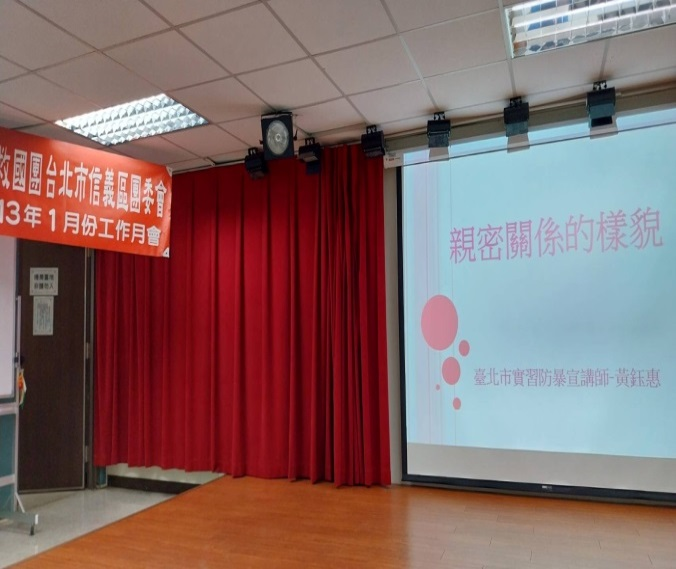 救國團台北市信義區團委會
13年1月份工作月會
親密關係的樣貌
臺北市實習防暴宣講師-黃鈺惠